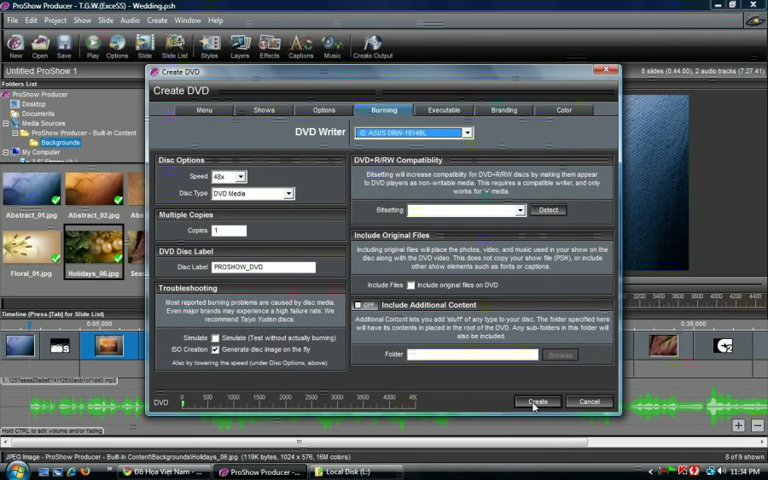 ProShow Producer - T.G.W.(ExceSS) - Wedding.psh
File Edit Project Show Slide Audio Create Window Help
New Open Save Play Options Slide Slide List Styles Layers Effects Captions Music Create Output
Untitled ProShow 1
8 slides (0:44.00), 2 audio tracks (7:27.41)
Folders List
ProShow Producer
Desktop
Documents
Media Sources
ProShow Producer - Built-in Content
Backgrounds
My Computer
Abstract_01.jpg
Abstract_02.jpg
Floral_01.jpg
Holidays_06.jpg
Create DVD
Create DVD
Menu Shows Options Burning Executable Branding Color
DVD Writer
Q: ASUS DRW-1814BL
Disc Options
Speed 48x
Disc Type DVD Media
Multiple Copies
Copies 1
DVD Disc Label
Disc Label PROSHOW_DVD
Troubleshooting
Most reported burning problems are caused by disc media.
Even major brands may experience a high failure rate. We
recommend Taiyo Yuden discs.
Simulate Simulate (Test without actually burning)
ISO Creation Generate disc image on the fly
Also try lowering the speed (under Disc Options, above).
DVD+R/RW Compatibility
Bitsetting will increase compatibility for DVD+R/RW discs by making them appear
to DVD players as non-writable media. This requires a compatible writer, and only
works for '+' media.
Bitsetting Detect
Include Original Files
Including original files will place the photos, video, and music used in your show on the
disc along with the DVD video. This does not copy your show file (PSH), or include
other show elements such as fonts or captions.
Include Files Include original files on DVD
OFF Include Additional Content
Additional Content lets you add 'stuff' of any type to your disc. The folder specified here
will have its contents placed in the root of the DVD. Any sub-folders in this folder will
also be included.
Folder Browse
DVD 0 500 1000 1500 2000 2500 3000 3500 4000
Create Cancel
Timeline (Press [Tab] for Slide List)
0:05.000
0:35.000
Hold CTRL to edit volume and/or fading
JPEG Image - ProShow Producer - Built-in Content\Backgrounds\Holidays_06.jpg (119K bytes, 1024 x 576, 16M colors)
8 of 9 shown
Đồ Họa Việt Nam - ...
ProShow Producer -...
Local Disk (I:)
11:34 PM